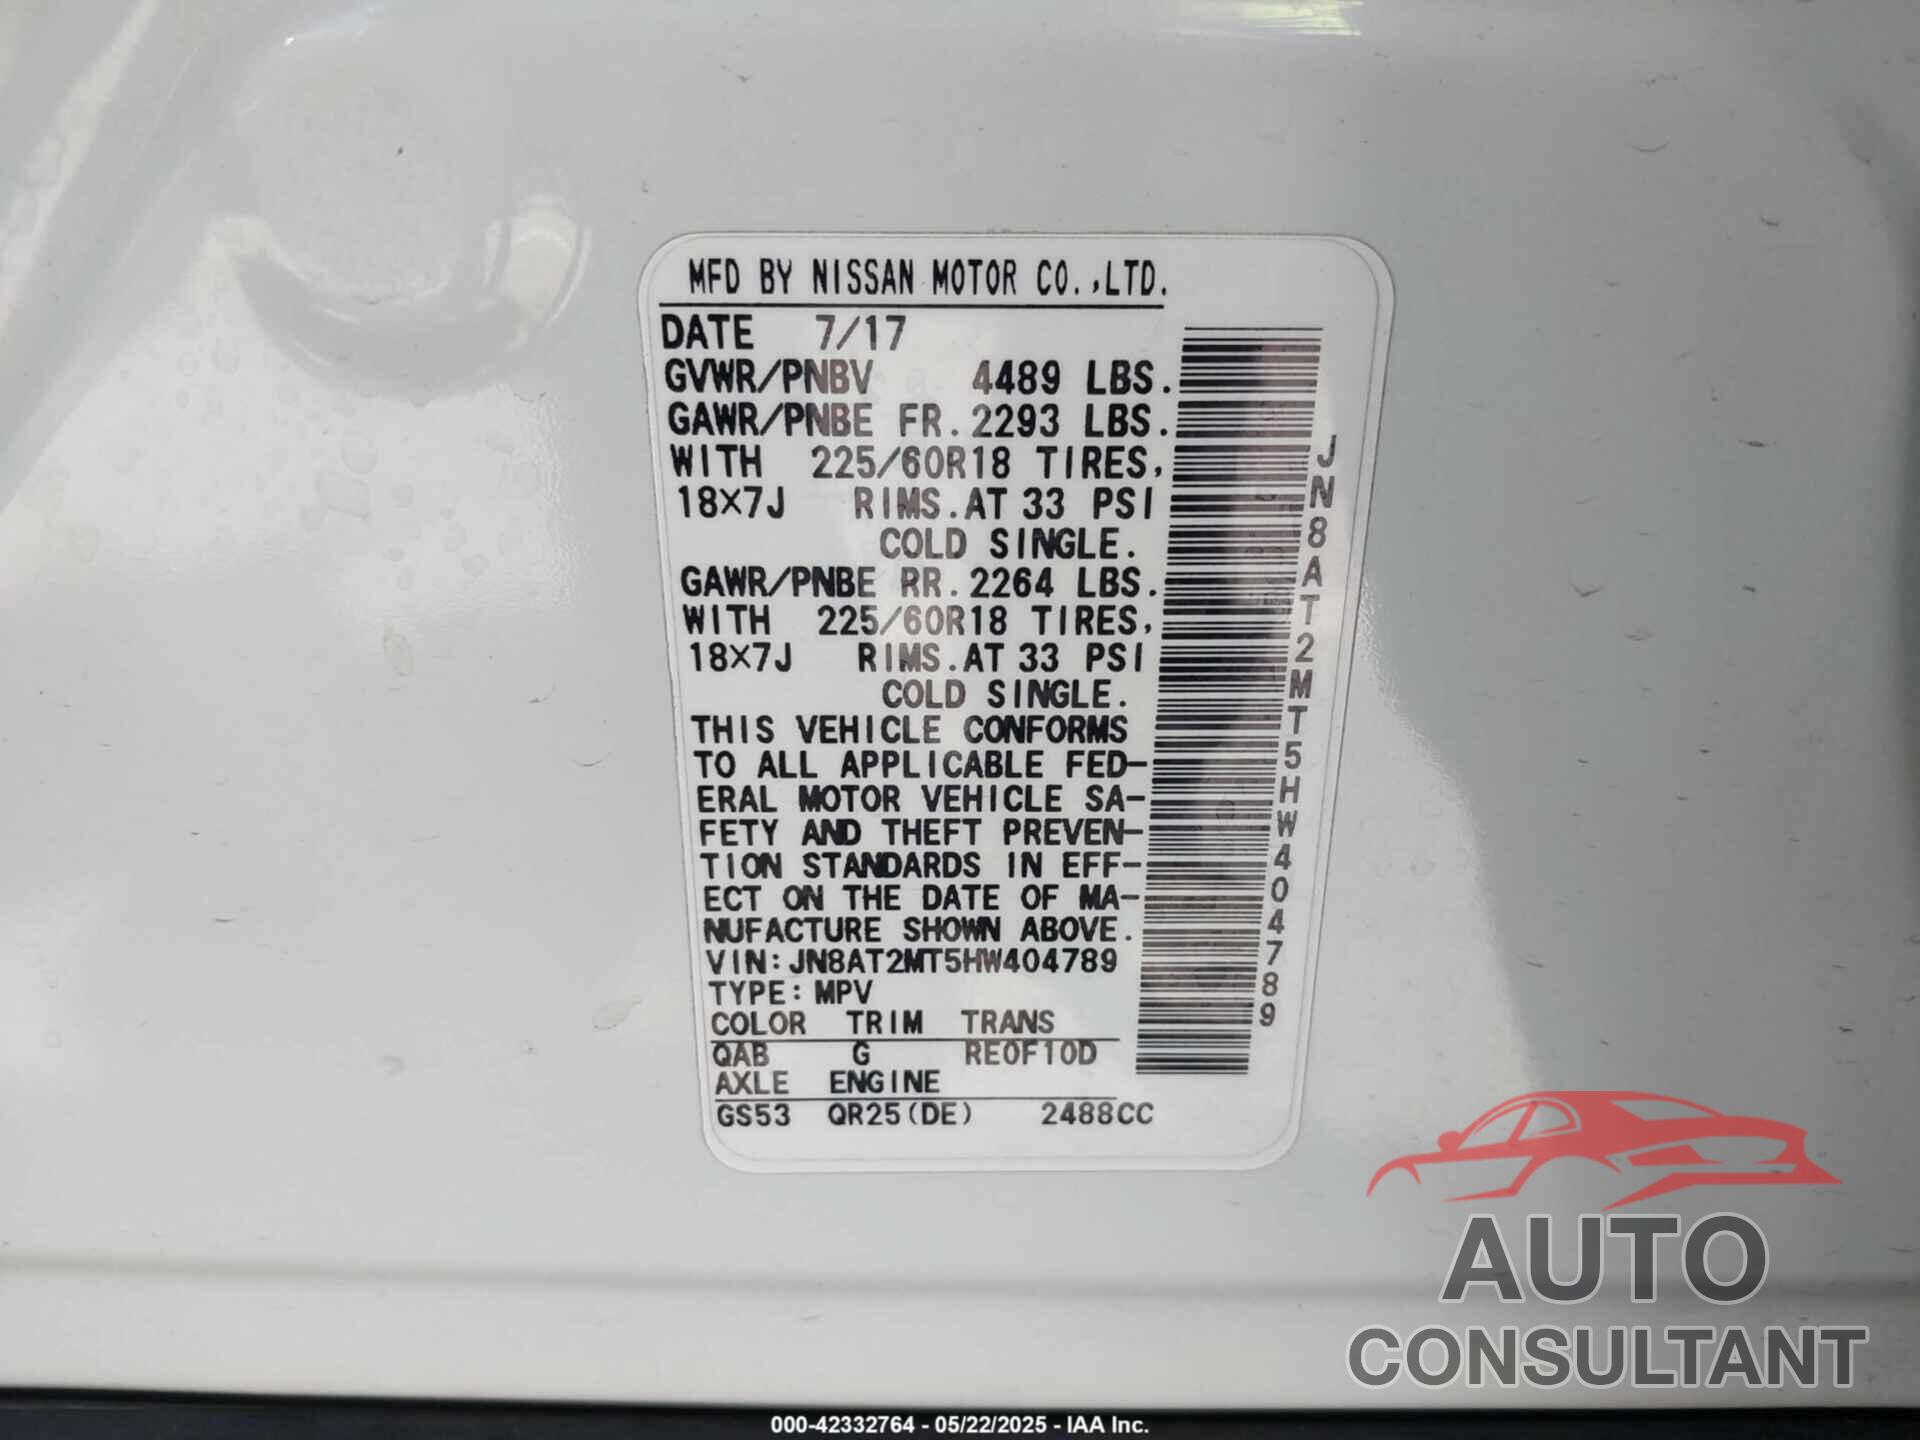 MFD BY NISSAN MOTOR CO.,LTD.
DATE 7/17
GVWR/PNBV 4489 LBS.
GAWR/PNBE FR. 2293 LBS.
WITH 225/60R18 TIRES,
18×7J RIMS. AT 33 PSI
COLD SINGLE.
GAWR/PNBE RR. 2264 LBS.
WITH 225/60R18 TIRES,
18×7J RIMS. AT 33 PSI
COLD SINGLE.
THIS VEHICLE CONFORMS
TO ALL APPLICABLE FED-
ERAL MOTOR VEHICLE SA-
FETY AND THEFT PREVEN-
TION STANDARDS IN EFF-
ECT ON THE DATE OF MA-
NUFACTURE SHOWN ABOVE.
VIN: JN8AT2MT5HW404789
TYPE: MPV
COLOR TRIM TRANS
QAB G RE0F10D
AXLE ENGINE
GS53 QR25(DE) 2488CC
JN8AT2MT5HW404789
AUTO
CONSULTANT
000-42332764 - 05/22/2025 - IAA Inc.